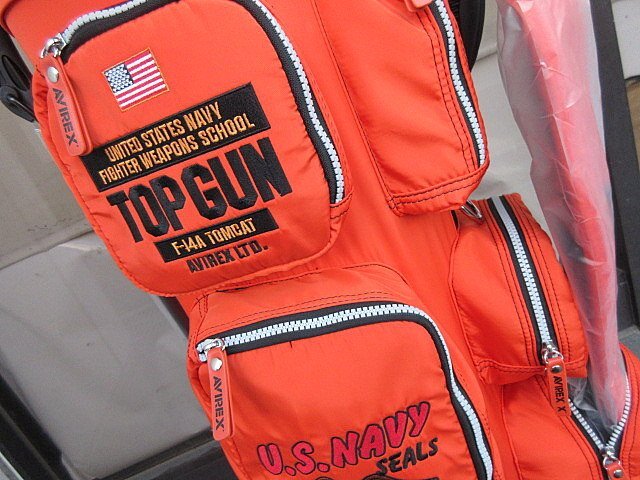 AVIREX
UNITED STATES NAVY
FIGHTER WEAPONS SCHOOL
TOPGUN
F-14A TOMCAT
AVIREX LTD.
AVIREX
AVIREX
U.S. NAVY
SEALS